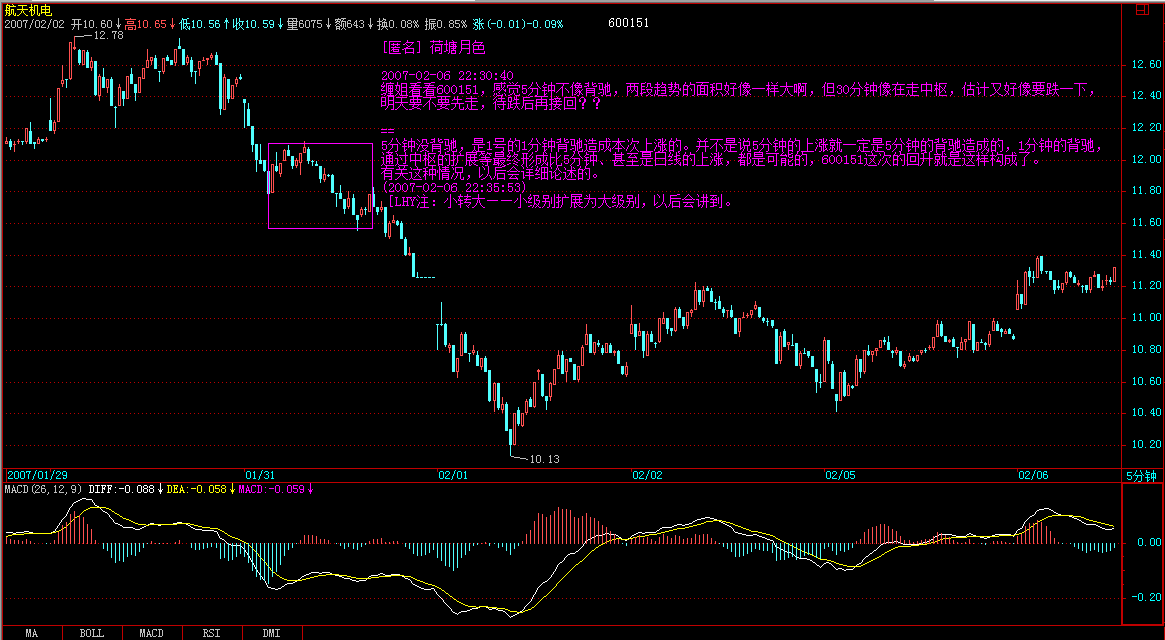 航天机电
2007/02/02 开10.60↓高10.65↓低10.56↑收10.59↓量6075↓额643↓换0.08% 振0.85% 涨(-0.01)-0.09% 600151
12.78
[匿名] 荷塘月色
2007-02-06 22:30:40
缠姐看看600151，感觉5分钟不像背驰，两段趋势的面积好像一样大啊，但30分钟像在走中枢，估计又好像要跌一下，
明天要不要先走，待跌后再接回？？
==
5分钟没背驰，是1号的1分钟背驰造成本次上涨的。并不是说5分钟的上涨就一定是5分钟的背驰造成的，1分钟的背驰，
通过中枢的扩展等最终形成比5分钟、甚至是日线的上涨，都是可能的，600151这次的回升就是这样构成了。
有关这种情况，以后会详细论述的。
(2007-02-06 22:35:53)
[LHY注：小转大——小级别扩展为大级别，以后会讲到。
12.60
12.40
12.20
12.00
11.80
11.60
11.40
11.20
11.00
10.80
10.60
10.40
10.20
10.13
2007/01/29 01/31 02/01 02/02 02/05 02/06 5分钟
MACD(26,12,9) DIFF:-0.088↓DEA:-0.058↓MACD:-0.059↓
0.00
-0.20
MA BOLL MACD RSI DMI